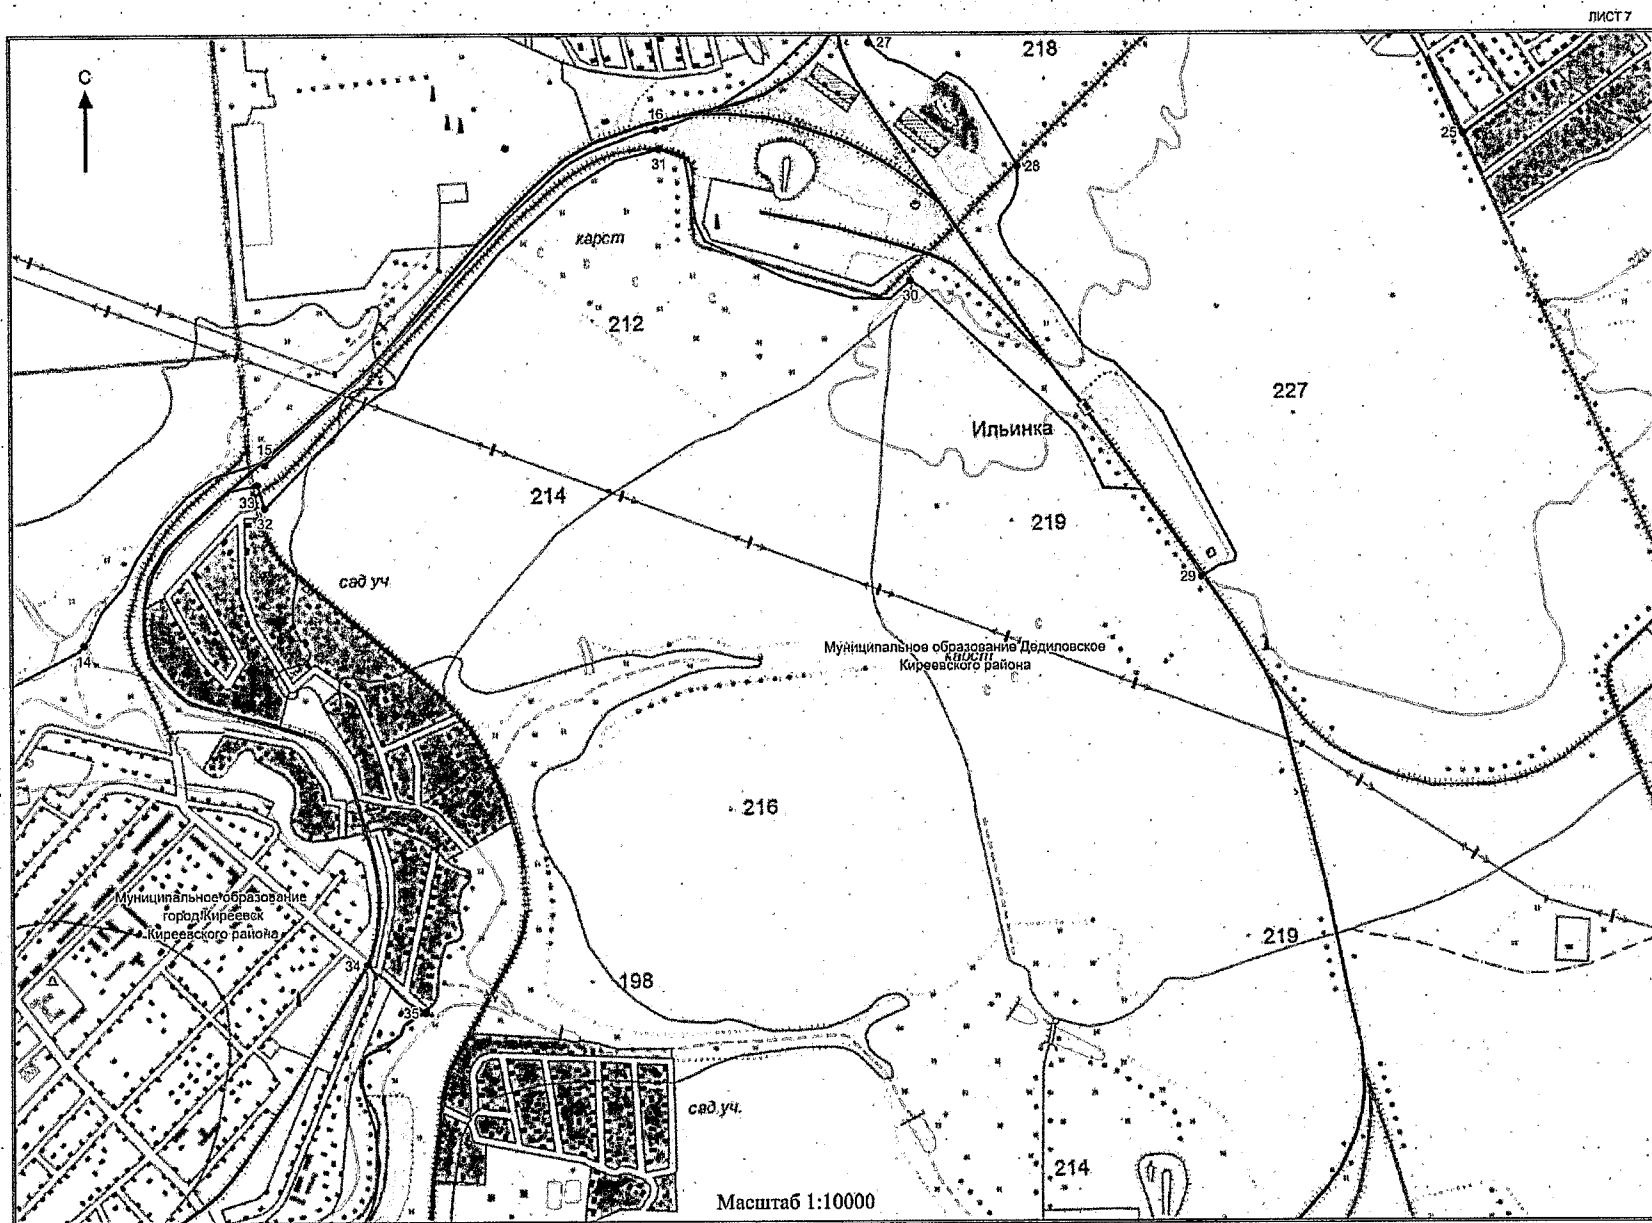 ЛИСТ 7
С
27
218
16
25
31
28
карст
30
212
227
Ильинка
15
214
33
219
32
сад уч
29
Муниципальное образование Дедиловское
карст
Киреевского района
14
216
Муниципальное образование
город Киреевск
Киреевского района
219
34
198
35
сад.уч.
214
Масштаб 1:10000